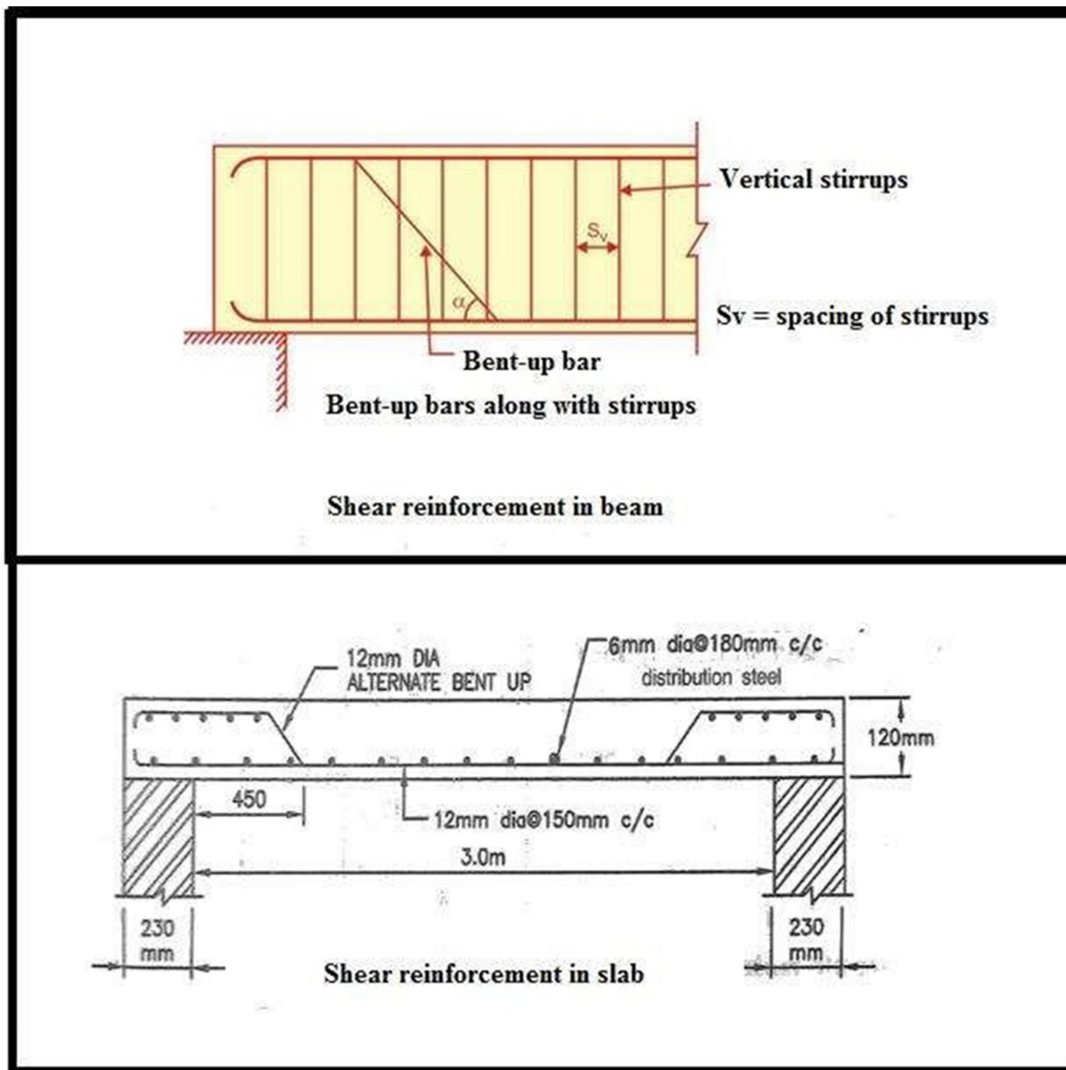 Vertical stirrups
Sv
α
Sv = spacing of stirrups
Bent-up bar
Bent-up bars along with stirrups
Shear reinforcement in beam
12mm DIA
ALTERNATE BENT UP
6mm dia@180mm c/c
distribution steel
120mm
450
12mm dia@150mm c/c
3.0m
230
mm
230
mm
Shear reinforcement in slab